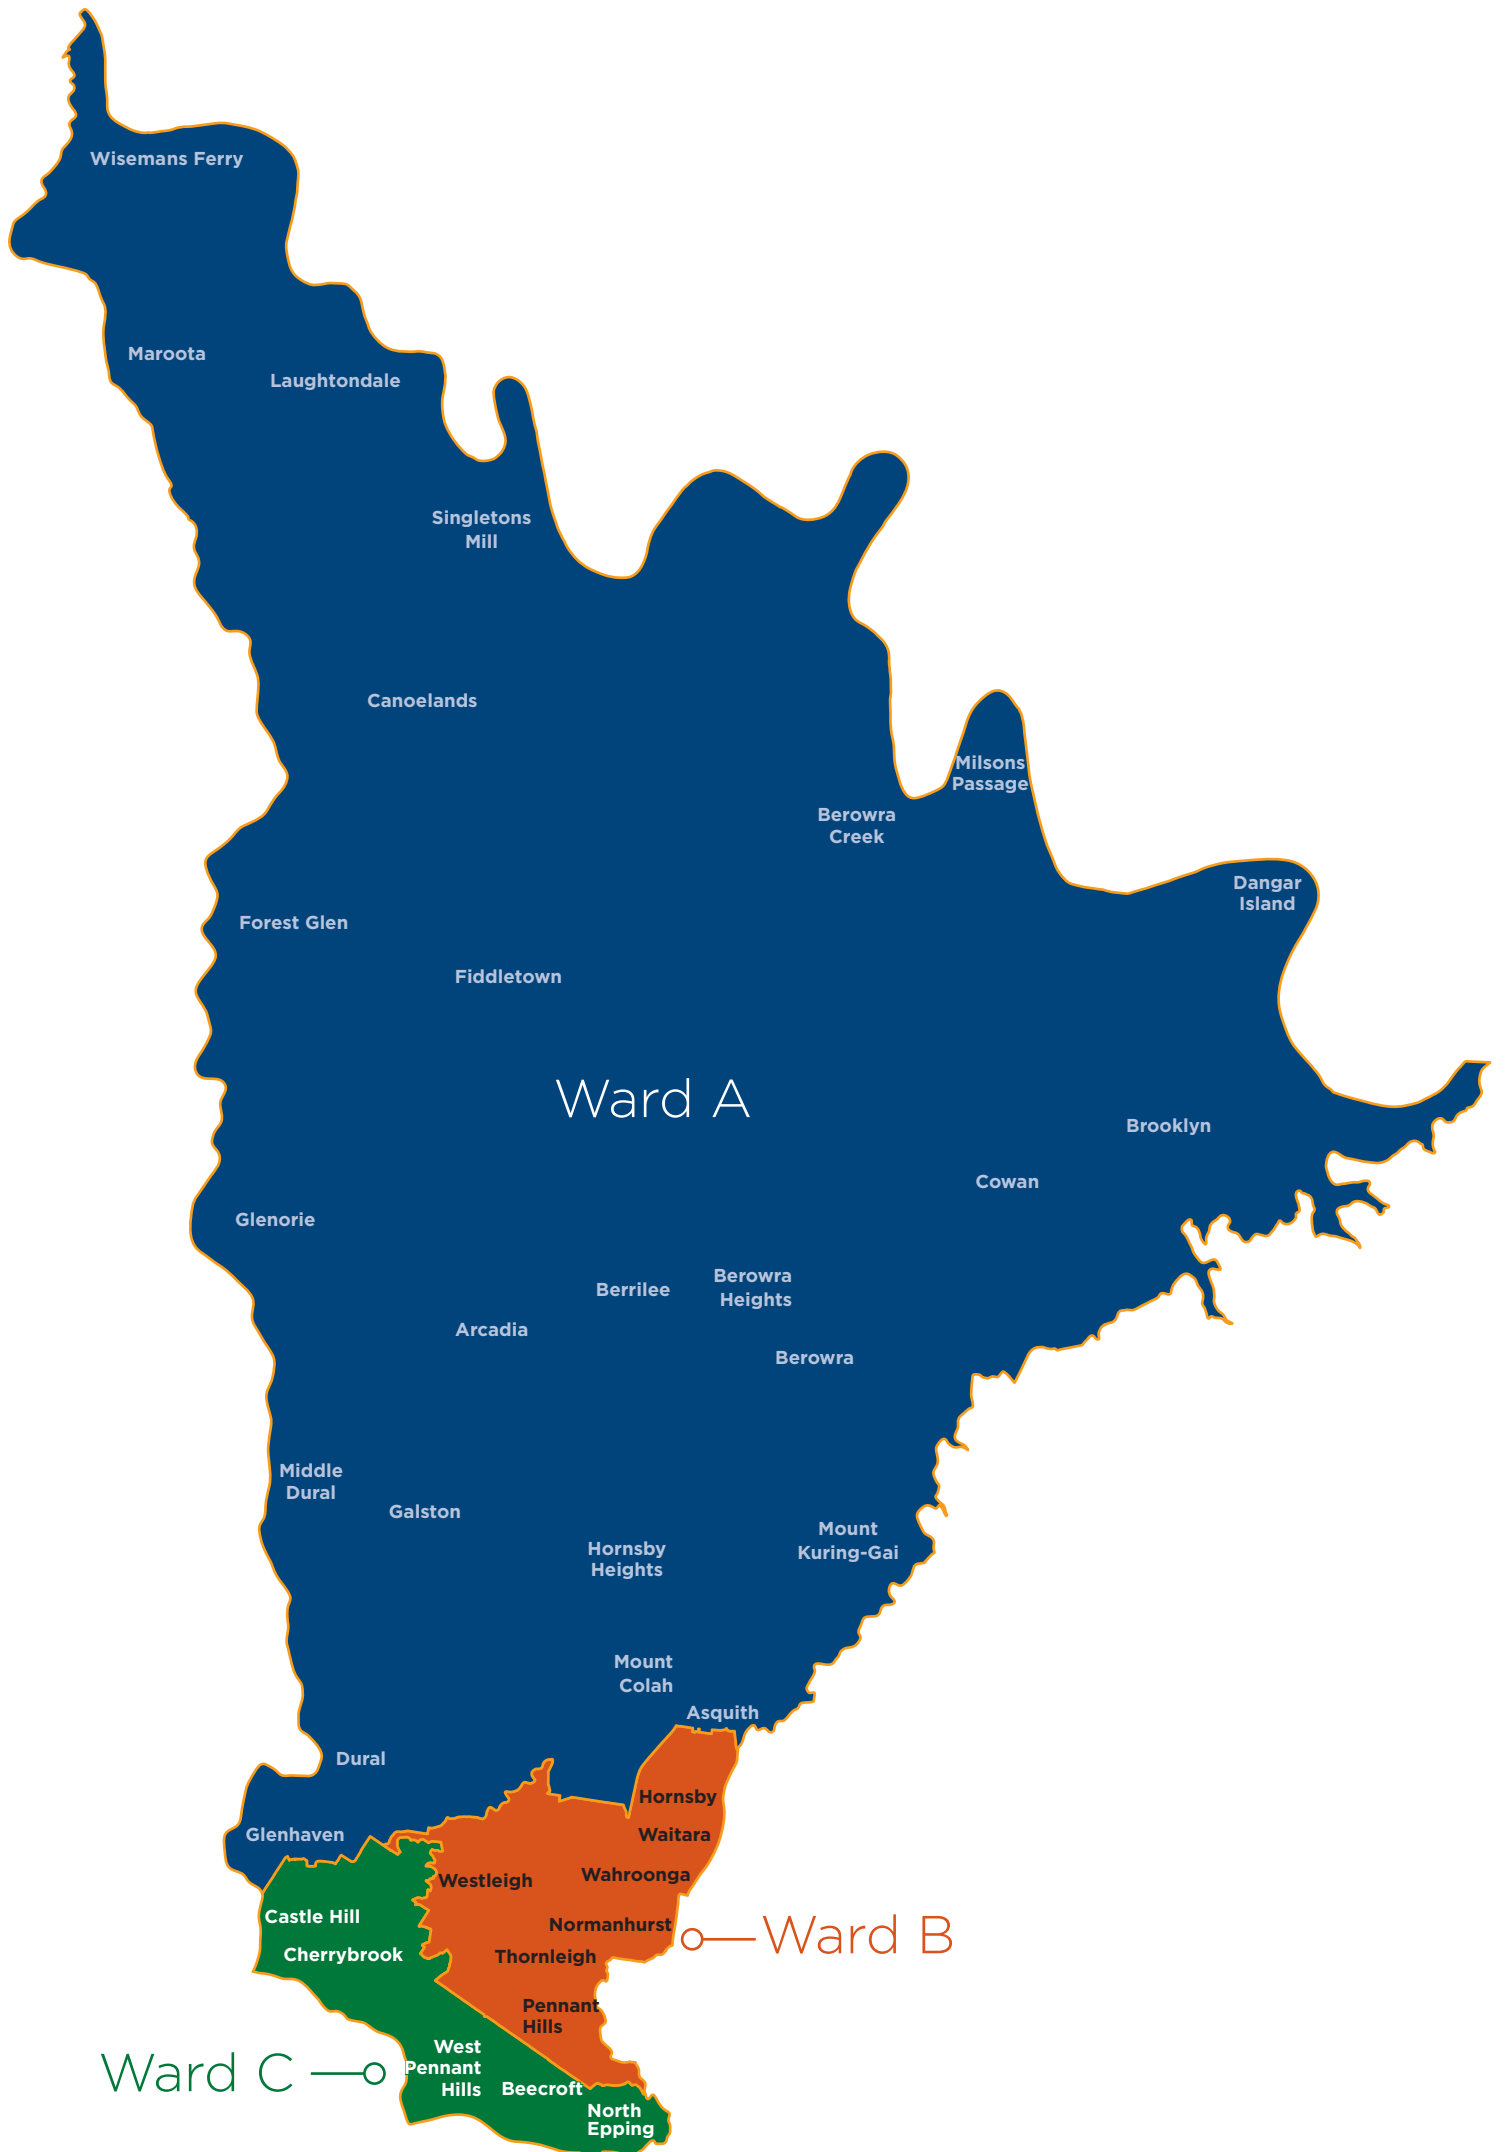 Wisemans Ferry
Maroota
Laughtondale
Singletons
Mill
Canoelands
Milsons
Passage
Berowra
Creek
Dangar
Island
Forest Glen
Fiddletown
Ward A
Brooklyn
Cowan
Glenorie
Berowra
Heights
Berrilee
Arcadia
Berowra
Middle
Dural
Galston
Mount
Kuring-Gai
Hornsby
Heights
Mount
Colah
Asquith
Dural
Hornsby
Glenhaven
Waitara
Wahroonga
Westleigh
Castle Hill
Normanhurst
Ward B
Cherrybrook
Thornleigh
Pennant
Hills
West
Pennant
Hills
Ward C
Beecroft
North
Epping